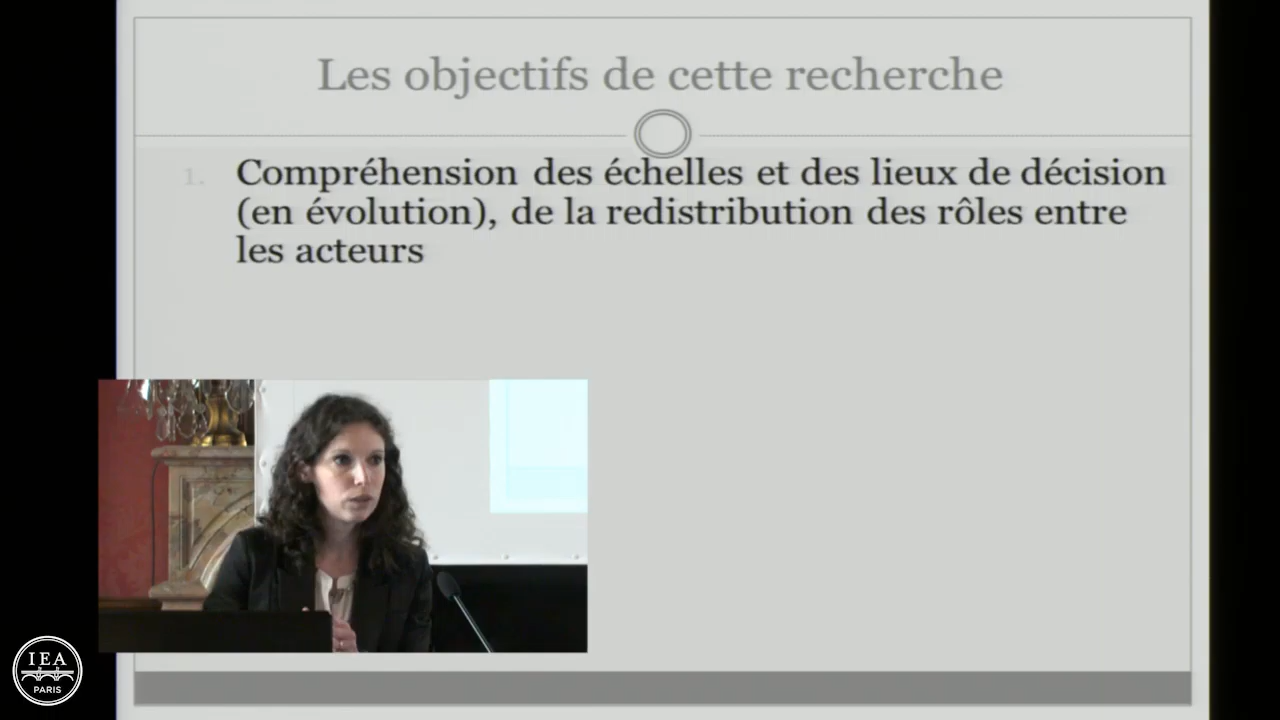 Les objectifs de cette recherche
1. Compréhension des échelles et des lieux de décision
(en évolution), de la redistribution des rôles entre
les acteurs
IEA
PARIS